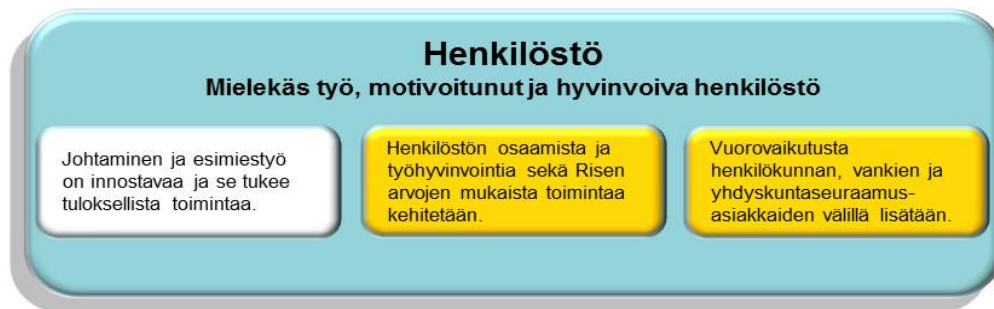 Henkilöstö
Mielekäs työ, motivoitunut ja hyvinvoiva henkilöstö
Johtaminen ja esimiestyö
on innostavaa ja se tukee
tuloksellista toimintaa.
Henkilöstön osaamista ja
työhyvinvointia sekä Risen
arvojen mukaista toimintaa
kehitetään.
Vuorovaikutusta
henkilökunnan, vankien ja
yhdyskuntaseuraamus-
asiakkaiden välillä lisätään.